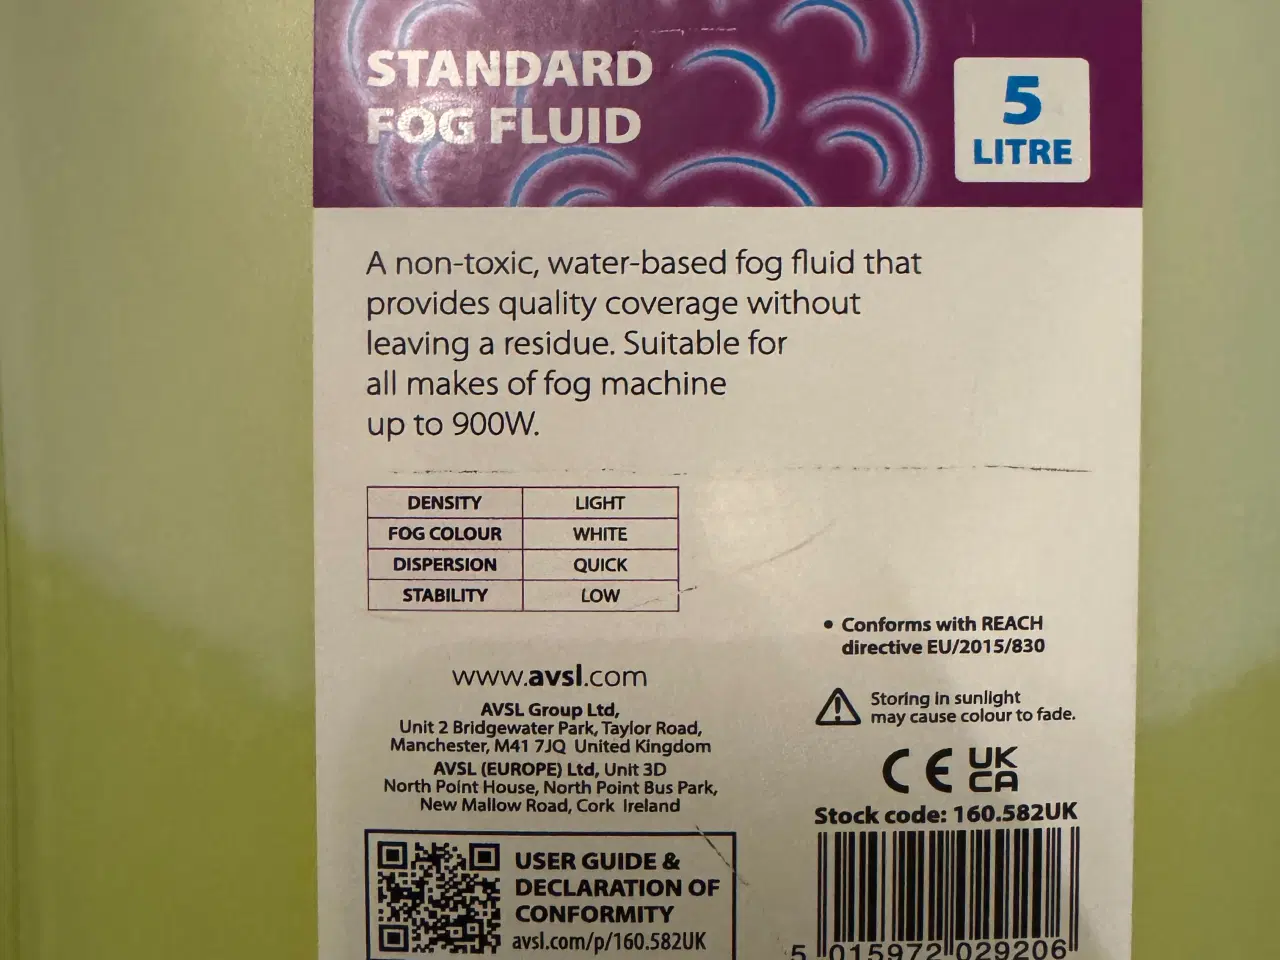 STANDARD
FOG FLUID
5
LITRE
A non-toxic, water-based fog fluid that
provides quality coverage without
leaving a residue. Suitable for
all makes of fog machine
up to 900W.
DENSITY LIGHT
FOG COLOUR WHITE
DISPERSION QUICK
STABILITY LOW
• Conforms with REACH
directive EU/2015/830
Storing in sunlight
may cause colour to fade.
www.avsl.com
AVSL Group Ltd,
Unit 2 Bridgewater Park, Taylor Road,
Manchester, M41 7JQ United Kingdom
AVSL (EUROPE) Ltd, Unit 3D
North Point House, North Point Bus Park,
New Mallow Road, Cork Ireland
CE UK
CA
Stock code: 160.582UK
USER GUIDE &
DECLARATION OF
CONFORMITY
avsl.com/p/160.582UK
5 015972 029206